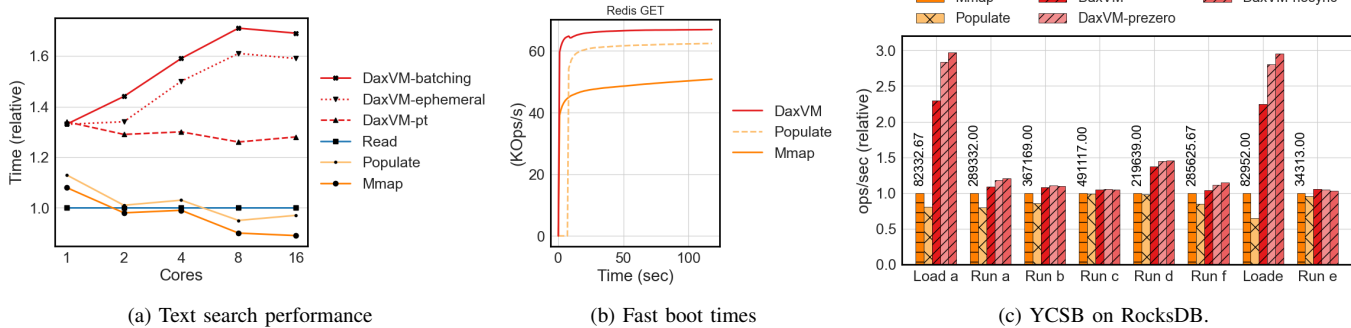 Time (relative)
1.6
1.4
1.2
1.0
1
2
4
8
16
Cores
DaxVM-batching
DaxVM-ephemeral
DaxVM-pt
Read
Populate
Mmap
(a) Text search performance
Redis GET
(KOps/s)
60
40
20
0
0
50
100
Time (sec)
DaxVM
Populate
Mmap
(b) Fast boot times
Mmap
Populate
DaxVM
DaxVM-prezero
DaxVM-nosync
ops/sec (relative)
3.0
2.5
2.0
1.5
1.0
0.5
0.0
82332.67
289332.00
367169.00
491117.00
219639.00
285625.67
82952.00
34313.00
Load a
Run a
Run b
Run c
Run d
Run f
Loade
Run e
(c) YCSB on RocksDB.